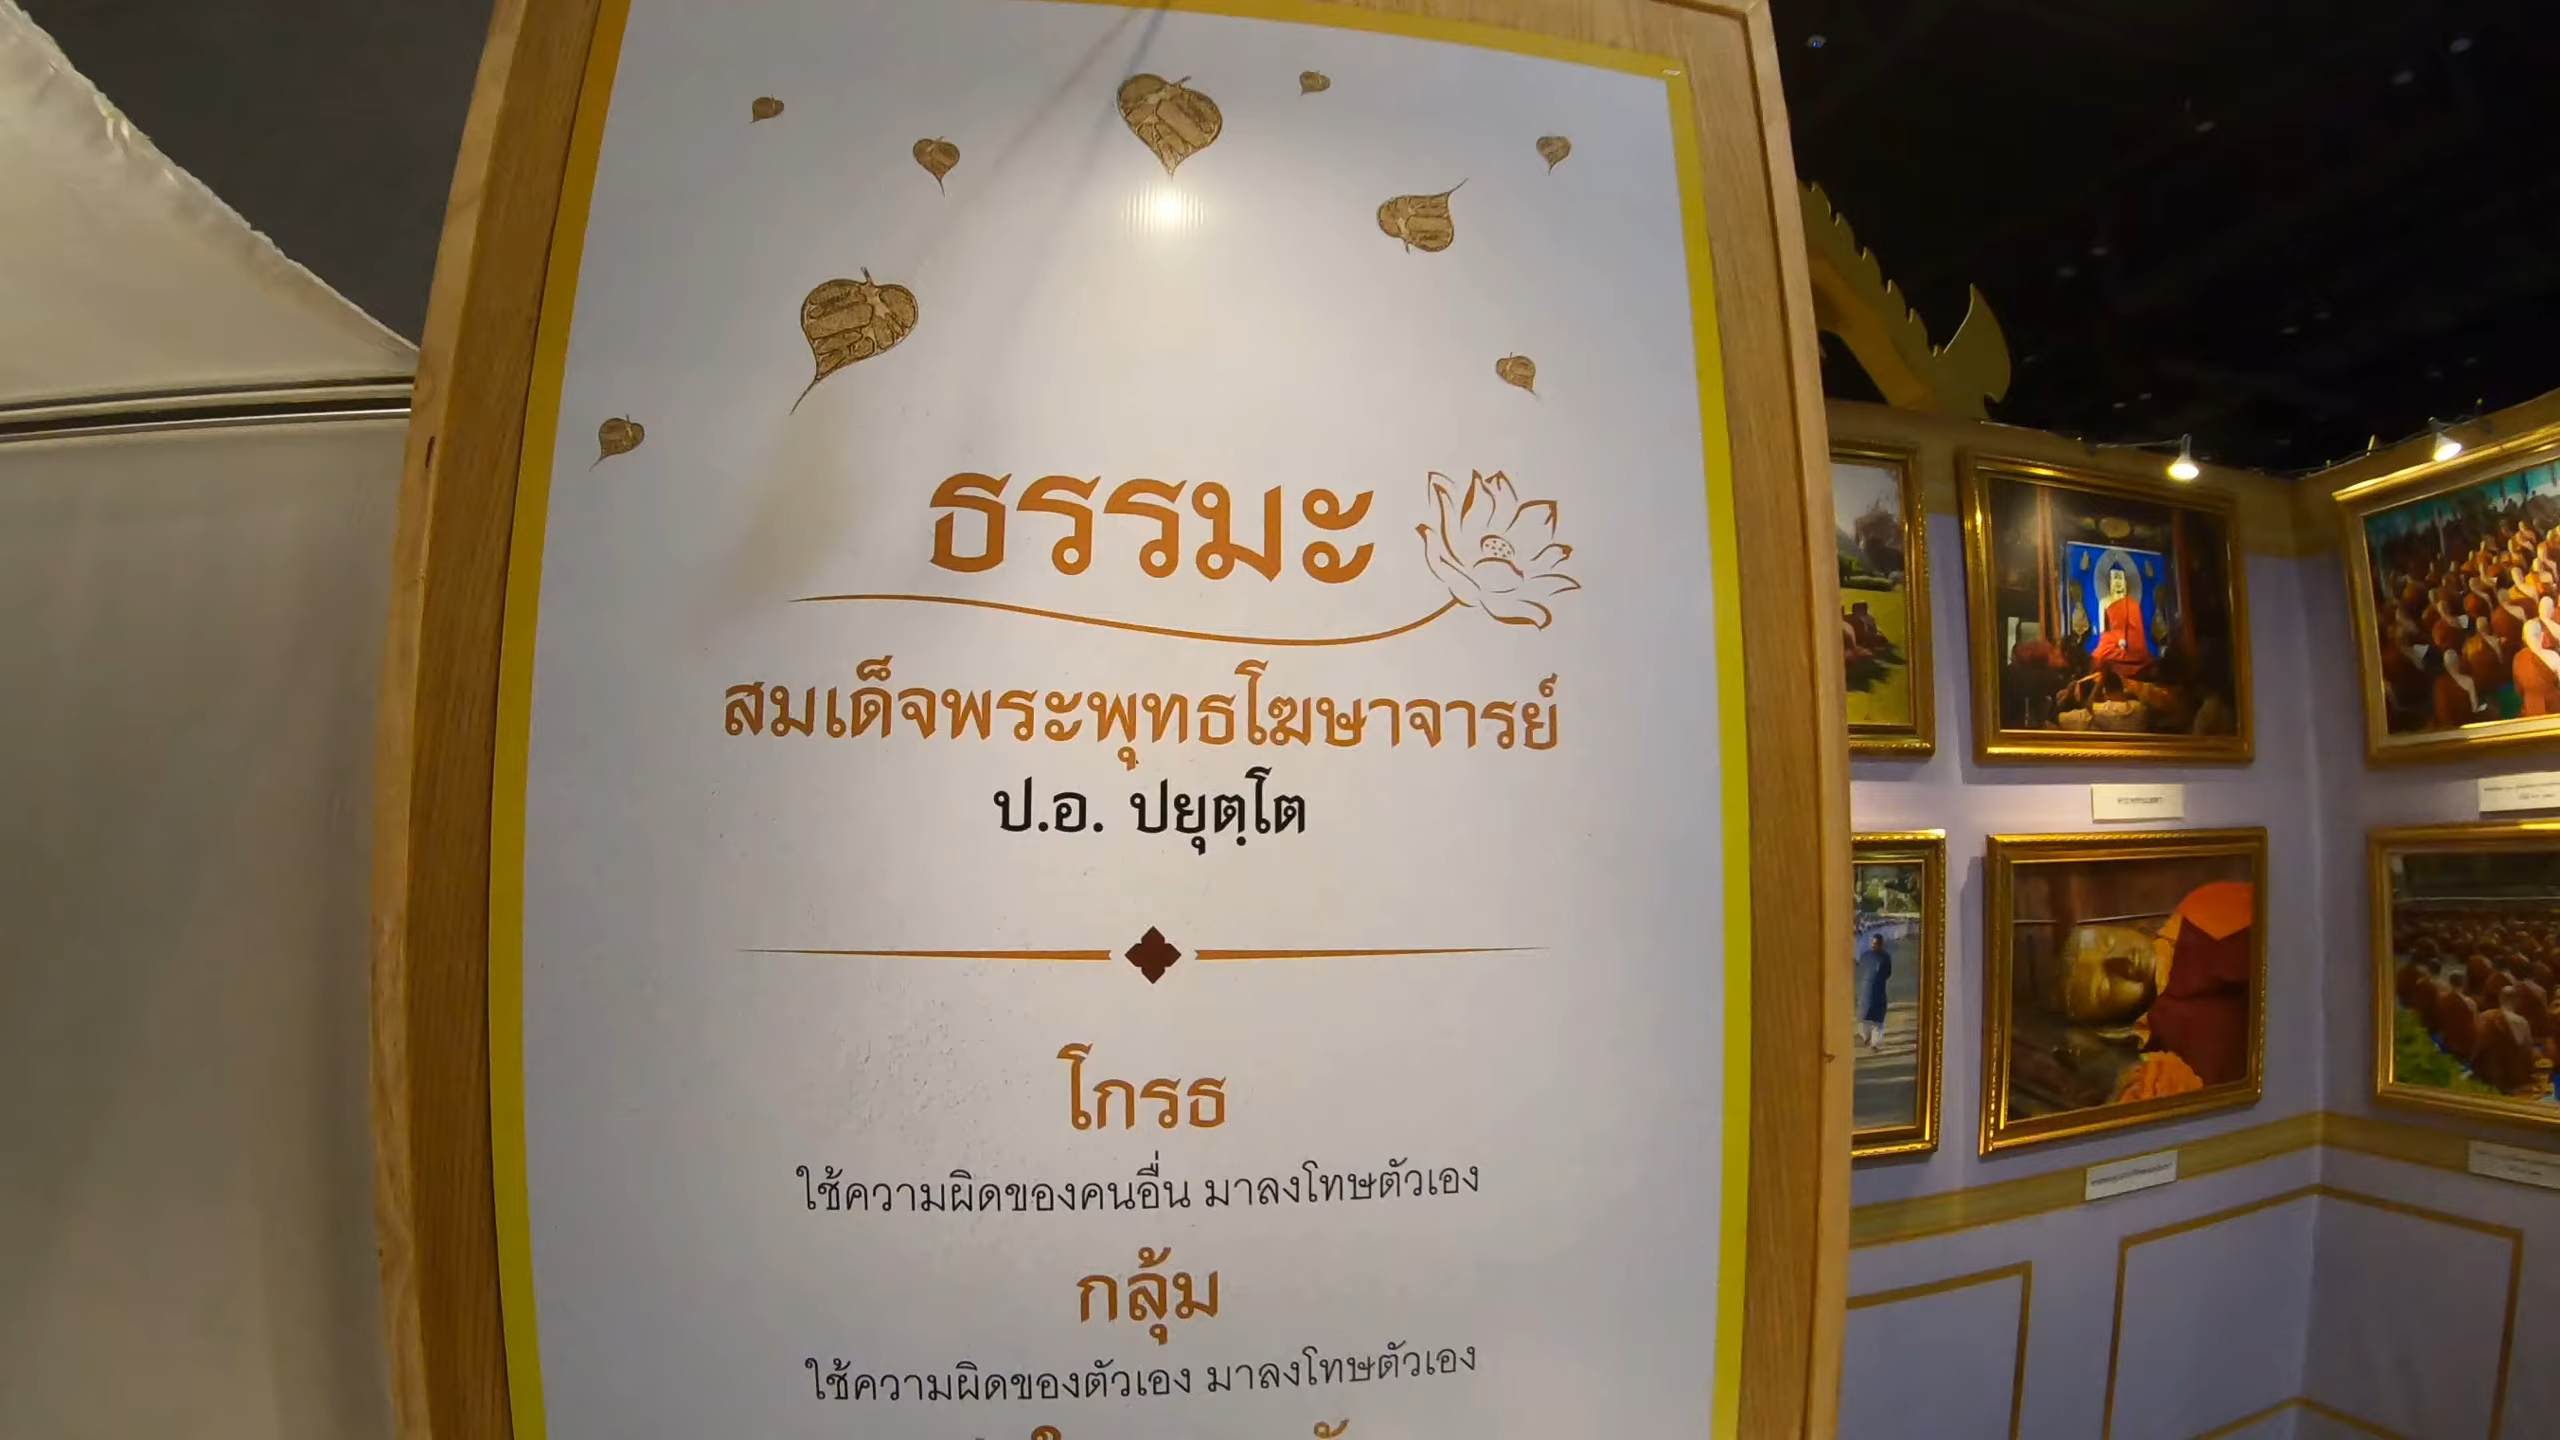 ธรรมะ
สมเด็จพระพุทธโฆษาจารย์
ป.อ. ปยุตฺโต
โกรธ
ใช้ความผิดของคนอื่น มาลงโทษตัวเอง
กลุ้ม
ใช้ความผิดของตัวเอง มาลงโทษตัวเอง